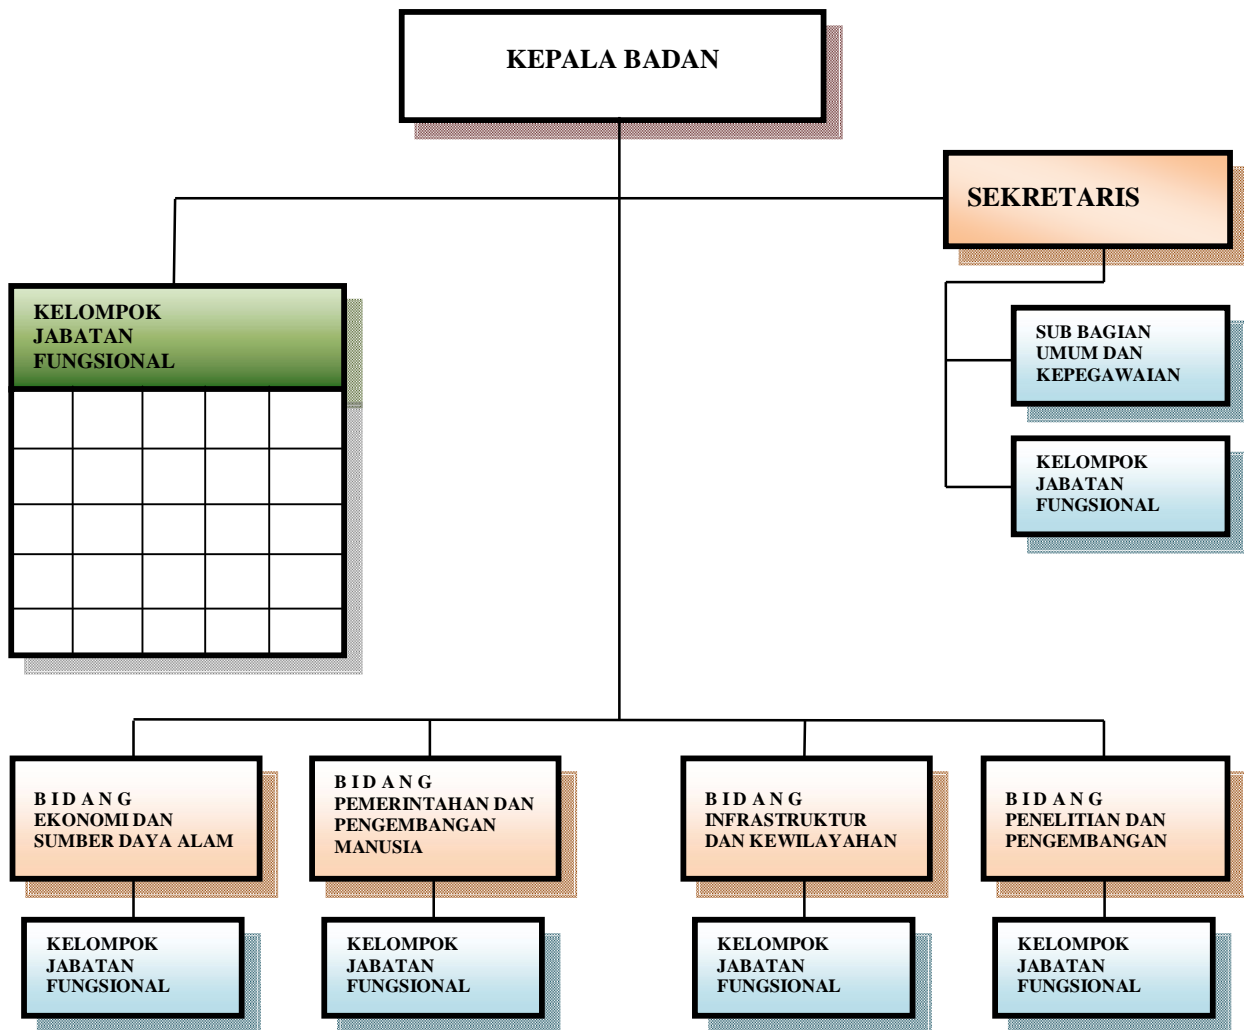 KEPALA BADAN
SEKRETARIS
KELOMPOK
JABATAN
FUNGSIONAL
SUB BAGIAN
UMUM DAN
KEPEGAWAIAN
KELOMPOK
JABATAN
FUNGSIONAL
B I D A N G
EKONOMI DAN
SUMBER DAYA ALAM
B I D A N G
PEMERINTAHAN DAN
PENGEMBANGAN
MANUSIA
B I D A N G
INFRASTRUKTUR
DAN KEWILAYAHAN
B I D A N G
PENELITIAN DAN
PENGEMBANGAN
KELOMPOK
JABATAN
FUNGSIONAL
KELOMPOK
JABATAN
FUNGSIONAL
KELOMPOK
JABATAN
FUNGSIONAL
KELOMPOK
JABATAN
FUNGSIONAL